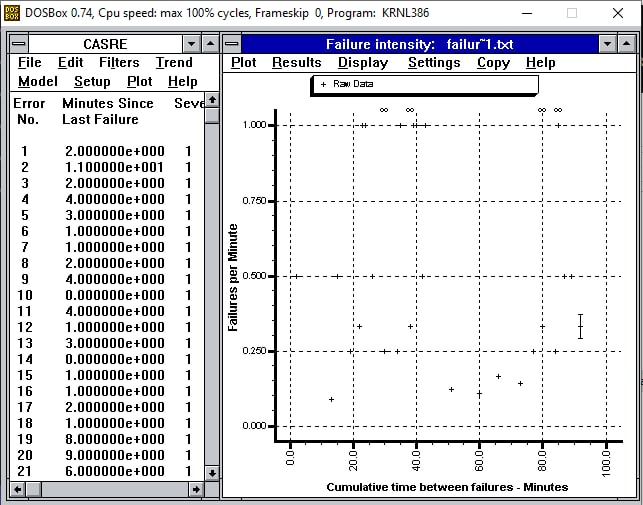 DOSBox 0.74, Cpu speed: max 100% cycles, Frameskip 0, Program: KRNL386
CASRE
File Edit Filters Trend
Model Setup Plot Help
Error Minutes Since Seve
No. Last Failure
1 2.000000e+000 1
2 1.100000e+001 1
3 2.000000e+000 1
4 4.000000e+000 1
5 3.000000e+000 1
6 1.000000e+000 1
7 1.000000e+000 1
8 2.000000e+000 1
9 4.000000e+000 1
10 0.000000e+000 1
11 4.000000e+000 1
12 1.000000e+000 1
13 3.000000e+000 1
14 0.000000e+000 1
15 1.000000e+000 1
16 1.000000e+000 1
17 2.000000e+000 1
18 1.000000e+000 1
19 8.000000e+000 1
20 9.000000e+000 1
21 6.000000e+000 1
Failure intensity: failur~1.txt
Plot Results Display Settings Copy Help
Raw Data
∞ ∞ ∞ ∞
1.000
0.750
0.500
0.250
0.000
Failures per Minute
0.0 20.0 40.0 60.0 80.0 100.0
Cumulative time between failures - Minutes